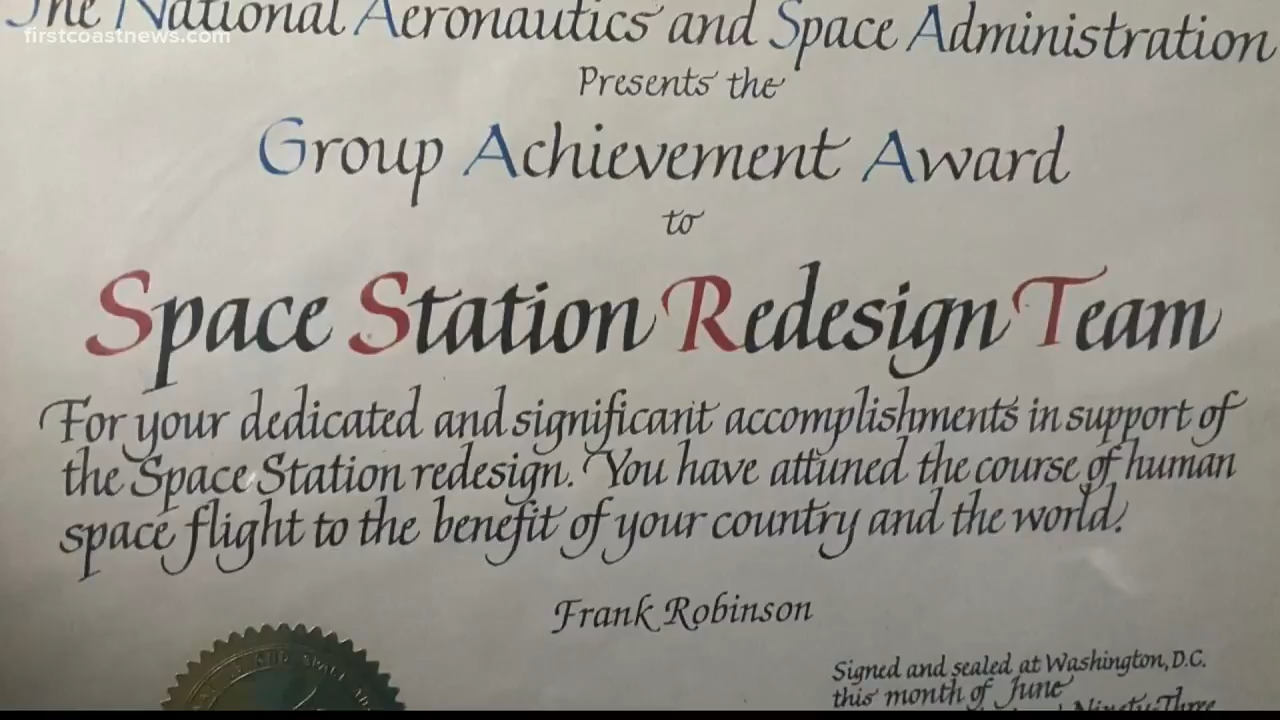 The National Aeronautics and Space Administration
firstcoastnews.com
Presents the
Group Achievement Award
to
Space Station Redesign Team
For your dedicated and significant accomplishments in support of
the Space Station redesign. You have attuned the course of human
space flight to the benefit of your country and the world.
Frank Robinson
Signed and sealed at Washington, D.C.
this month of June
Ninety-Three